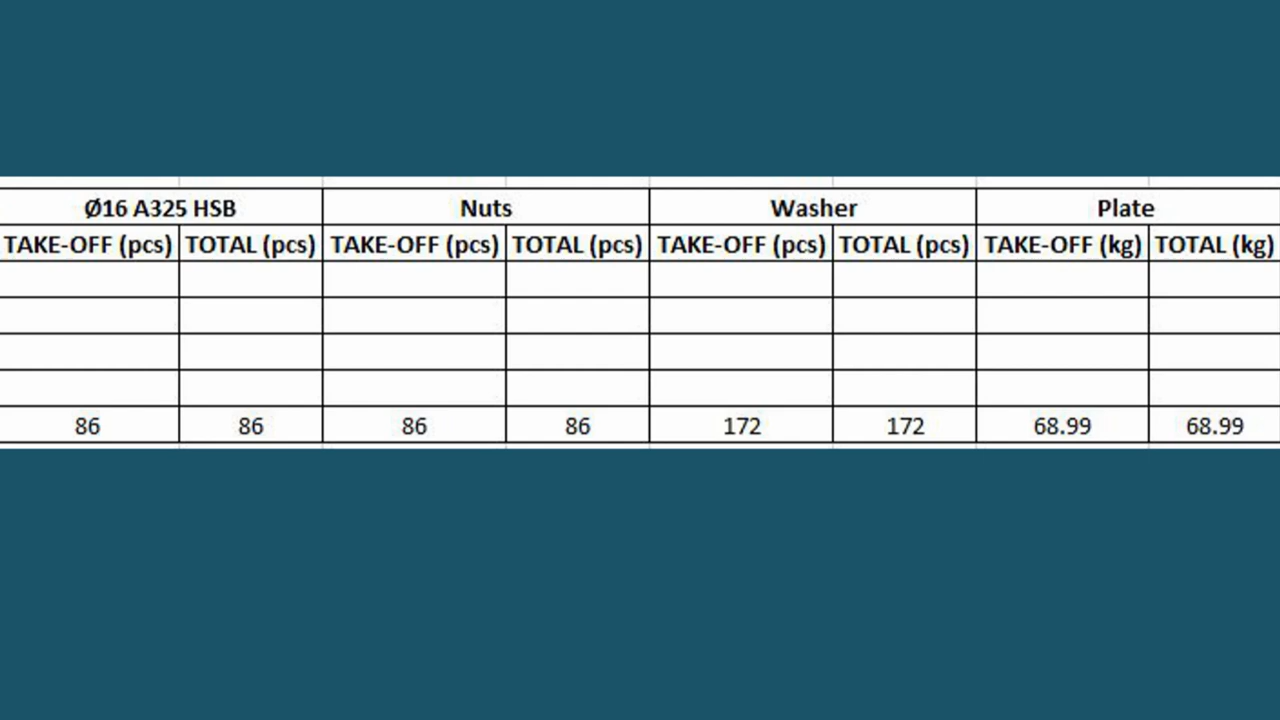 Ø16 A325 HSB Nuts Washer Plate
TAKE-OFF (pcs) TOTAL (pcs) TAKE-OFF (pcs) TOTAL (pcs) TAKE-OFF (pcs) TOTAL (pcs) TAKE-OFF (kg) TOTAL (kg)
86 86 86 86 172 172 68.99 68.99